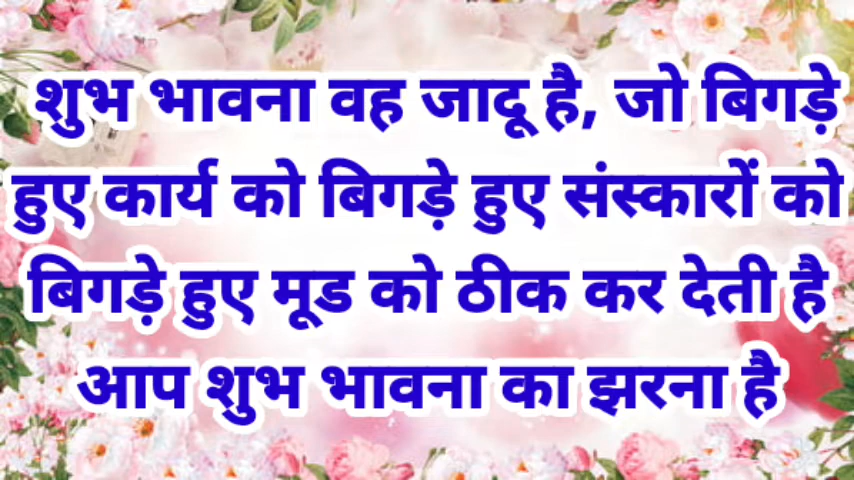 शुभ भावना वह जादू है, जो बिगड़े
हुए कार्य को बिगड़े हुए संस्कारों को
बिगड़े हुए मूड को ठीक कर देती है
आप शुभ भावना का झरना है